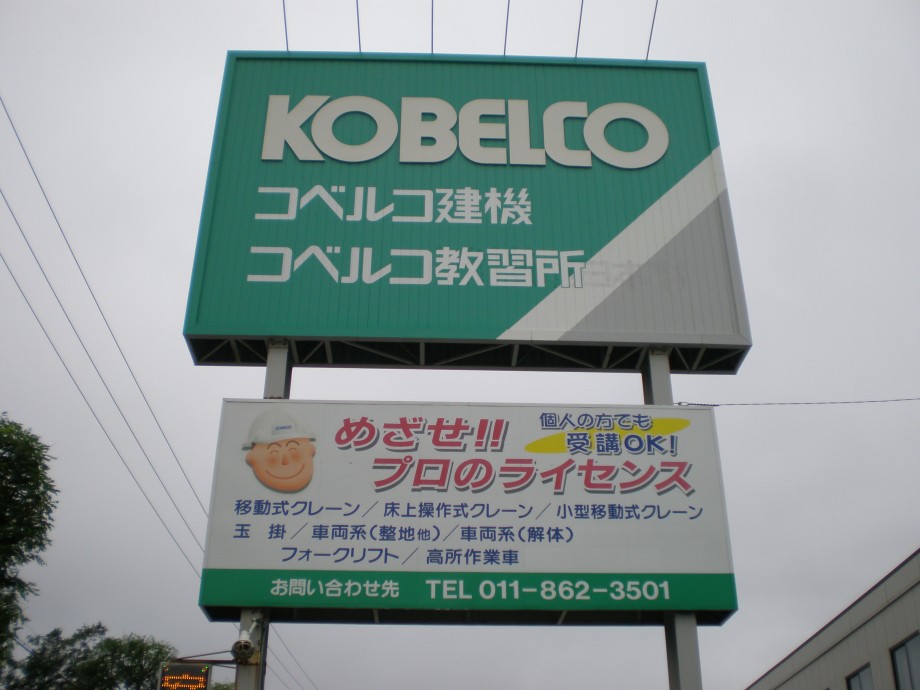 KOBELCO
コベルコ建機
コベルコ教習所
めざせ!!
個人の方でも
受講OK!
プロのライセンス
移動式クレーン／床上操作式クレーン／小型移動式クレーン
玉 掛／車両系(整地他)／車両系(解体)
フォークリフト／高所作業車
お問い合わせ先 TEL 011-862-3501